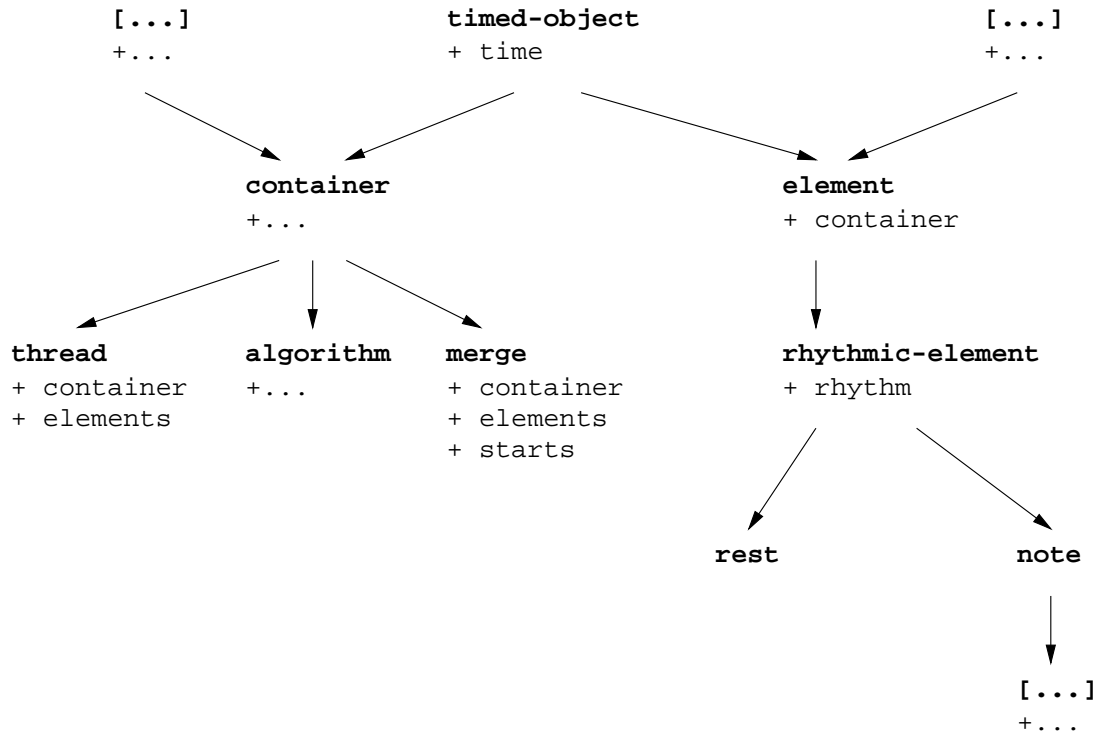 [...]
+...
timed-object
+ time
[...]
+...
container
+...
element
+ container
thread
+ container
+ elements
algorithm
+...
merge
+ container
+ elements
+ starts
rhythmic-element
+ rhythm
rest
note
[...]
+...